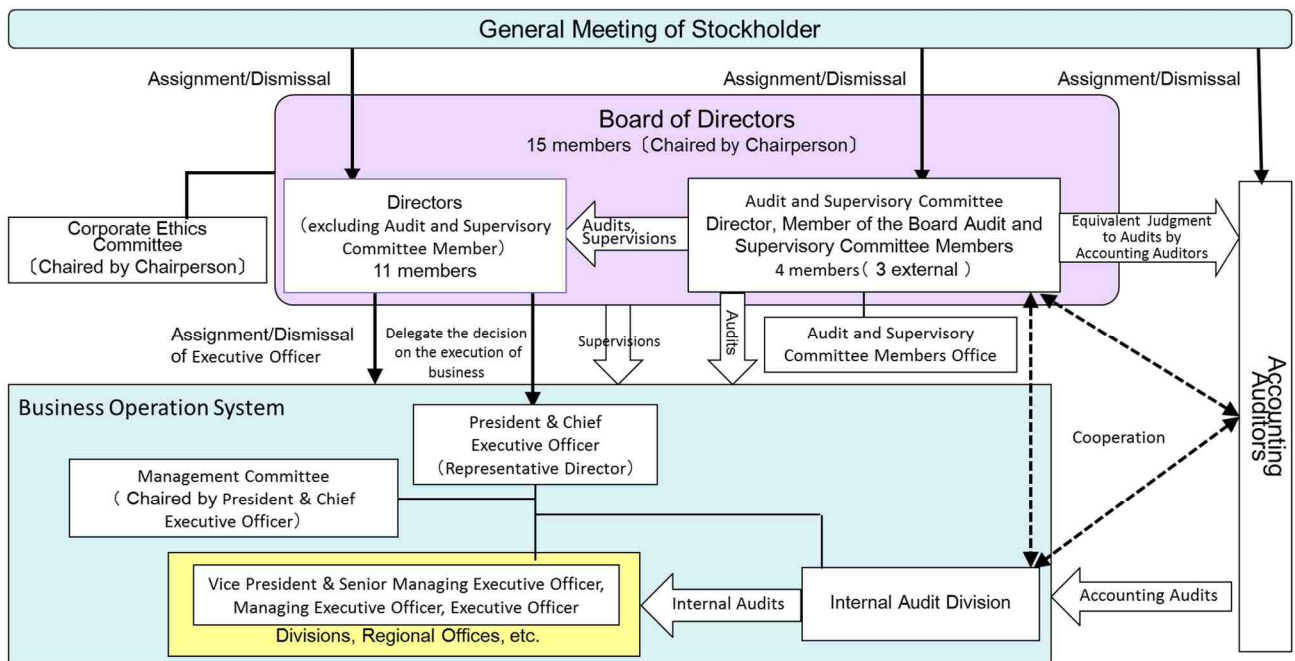 General Meeting of Stockholder
Assignment/Dismissal
Assignment/Dismissal
Assignment/Dismissal
Board of Directors
15 members〔Chaired by Chairperson〕
Corporate Ethics
Committee
〔Chaired by Chairperson〕
Directors
(excluding Audit and Supervisory
Committee Member)
11 members
Audits,
Supervisions
Audit and Supervisory Committee
Director, Member of the Board Audit and
Supervisory Committee Members
4 members( 3 external )
Equivalent Judgment
to Audits by
Accounting Auditors
Assignment/Dismissal
of Executive Officer
Delegate the decision
on the execution of
business
Supervisions
Audits
Audit and Supervisory
Committee Members Office
Accounting
Auditors
Business Operation System
President & Chief
Executive Officer
(Representative Director)
Cooperation
Management Committee
( Chaired by President & Chief
Executive Officer)
Vice President & Senior Managing Executive Officer,
Managing Executive Officer, Executive Officer
Divisions, Regional Offices, etc.
Internal Audits
Internal Audit Division
Accounting Audits